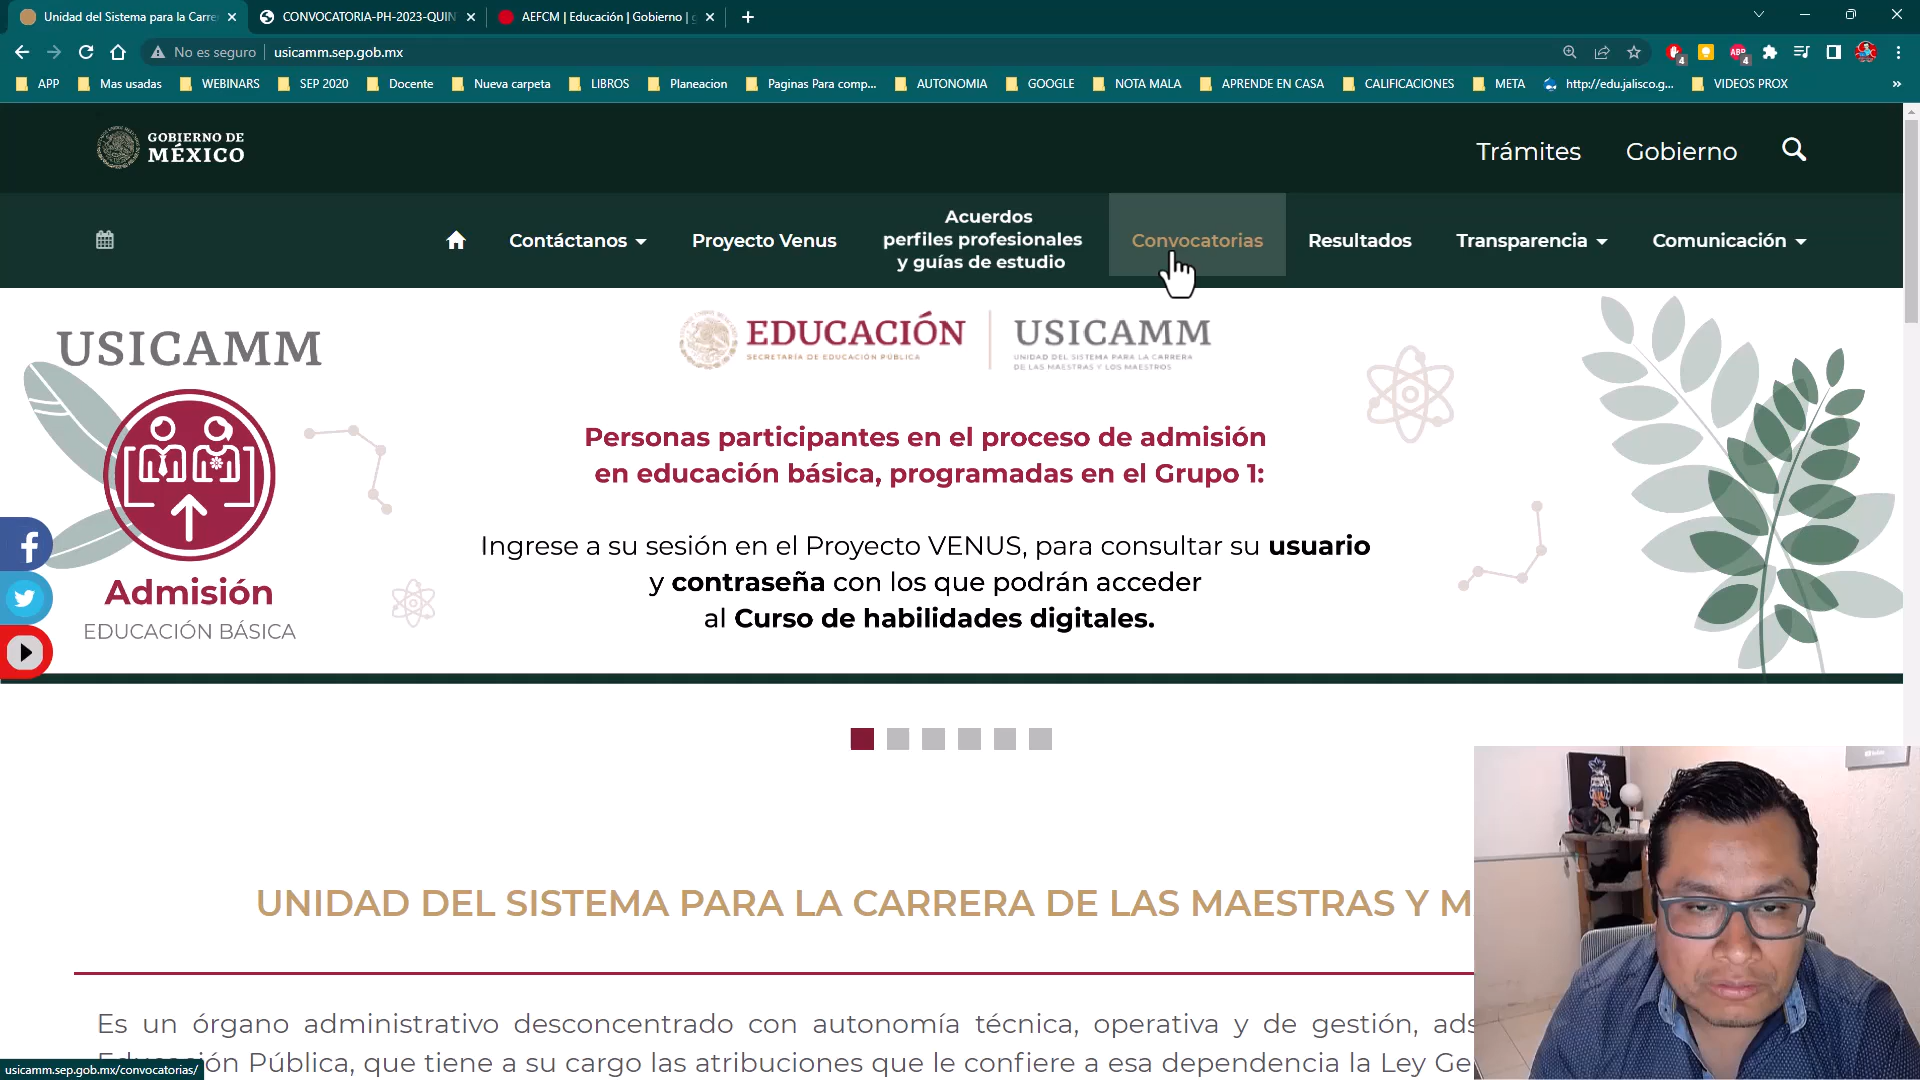 Unidad del Sistema para la Carre
CONVOCATORIA-PH-2023-QUIN
AEFCM | Educación | Gobierno | g
No es seguro
usicamm.sep.gob.mx
APP
Mas usadas
WEBINARS
SEP 2020
Docente
Nueva carpeta
LIBROS
Planeacion
Paginas Para comp...
AUTONOMIA
GOOGLE
NOTA MALA
APRENDE EN CASA
CALIFICACIONES
META
http://edu.jalisco.g...
VIDEOS PROX
»
GOBIERNO DE
MÉXICO
Trámites
Gobierno
Contáctanos
Proyecto Venus
Acuerdos
perfiles profesionales
y guías de estudio
Convocatorias
Resultados
Transparencia
Comunicación
USICAMM
EDUCACIÓN
SECRETARÍA DE EDUCACIÓN PÚBLICA
USICAMM
UNIDAD DEL SISTEMA PARA LA CARRERA
DE LAS MAESTRAS Y LOS MAESTROS
Personas participantes en el proceso de admisión
en educación básica, programadas en el Grupo 1:
Ingrese a su sesión en el Proyecto VENUS, para consultar su usuario
y contraseña con los que podrán acceder
al Curso de habilidades digitales.
Admisión
EDUCACIÓN BÁSICA
UNIDAD DEL SISTEMA PARA LA CARRERA DE LAS MAESTRAS Y M
Es un órgano administrativo desconcentrado con autonomía técnica, operativa y de gestión, ads
ón Pública, que tiene a su cargo las atribuciones que le confiere a esa dependencia la Ley Ge
usicamm.sep.gob.mx/convocatorias/